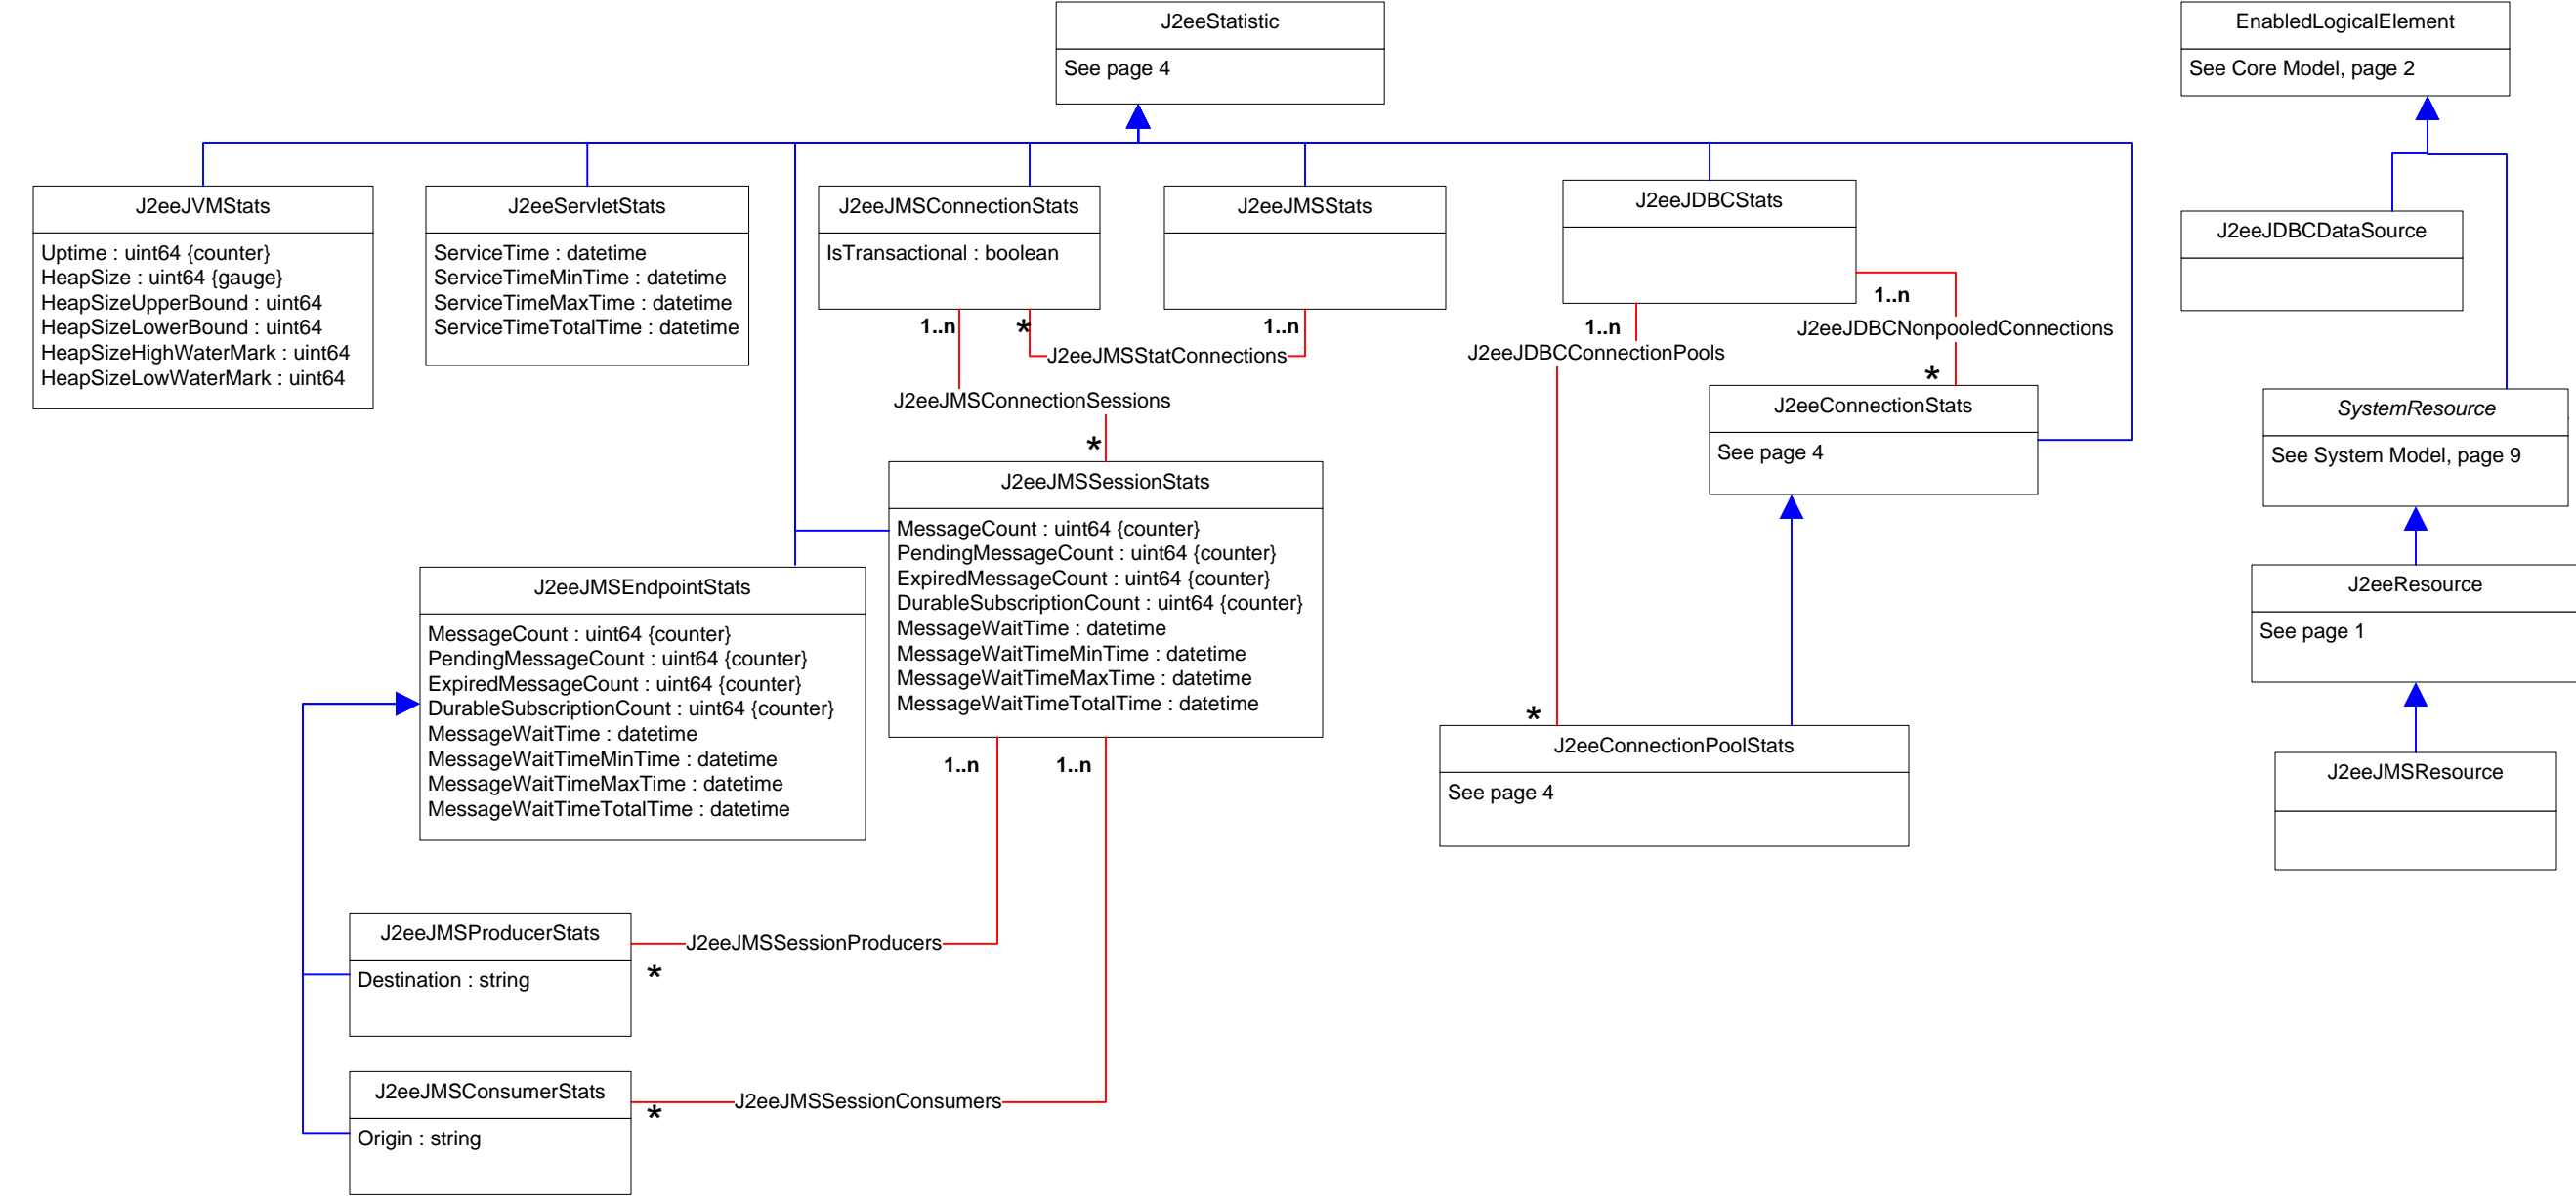 J2eeStatistic
See page 4
EnabledLogicalElement
See Core Model, page 2
J2eeJVMStats
Uptime : uint64 {counter}
HeapSize : uint64 {gauge}
HeapSizeUpperBound : uint64
HeapSizeLowerBound : uint64
HeapSizeHighWaterMark : uint64
HeapSizeLowWaterMark : uint64
J2eeServletStats
ServiceTime : datetime
ServiceTimeMinTime : datetime
ServiceTimeMaxTime : datetime
ServiceTimeTotalTime : datetime
J2eeJMSConnectionStats
IsTransactional : boolean
J2eeJMSStats
J2eeJDBCStats
J2eeJDBCDataSource
1..n
*
1..n
J2eeJMSStatConnections
1..n
J2eeJDBCConnectionPools
1..n
J2eeJDBCNonpooledConnections
*
J2eeJMSConnectionSessions
*
J2eeConnectionStats
See page 4
SystemResource
See System Model, page 9
J2eeJMSSessionStats
MessageCount : uint64 {counter}
PendingMessageCount : uint64 {counter}
ExpiredMessageCount : uint64 {counter}
DurableSubscriptionCount : uint64 {counter}
MessageWaitTime : datetime
MessageWaitTimeMinTime : datetime
MessageWaitTimeMaxTime : datetime
MessageWaitTimeTotalTime : datetime
J2eeJMSEndpointStats
MessageCount : uint64 {counter}
PendingMessageCount : uint64 {counter}
ExpiredMessageCount : uint64 {counter}
DurableSubscriptionCount : uint64 {counter}
MessageWaitTime : datetime
MessageWaitTimeMinTime : datetime
MessageWaitTimeMaxTime : datetime
MessageWaitTimeTotalTime : datetime
J2eeResource
See page 1
*
J2eeConnectionPoolStats
See page 4
J2eeJMSResource
1..n
1..n
J2eeJMSProducerStats
Destination : string
J2eeJMSSessionProducers
*
J2eeJMSConsumerStats
Origin : string
J2eeJMSSessionConsumers
*